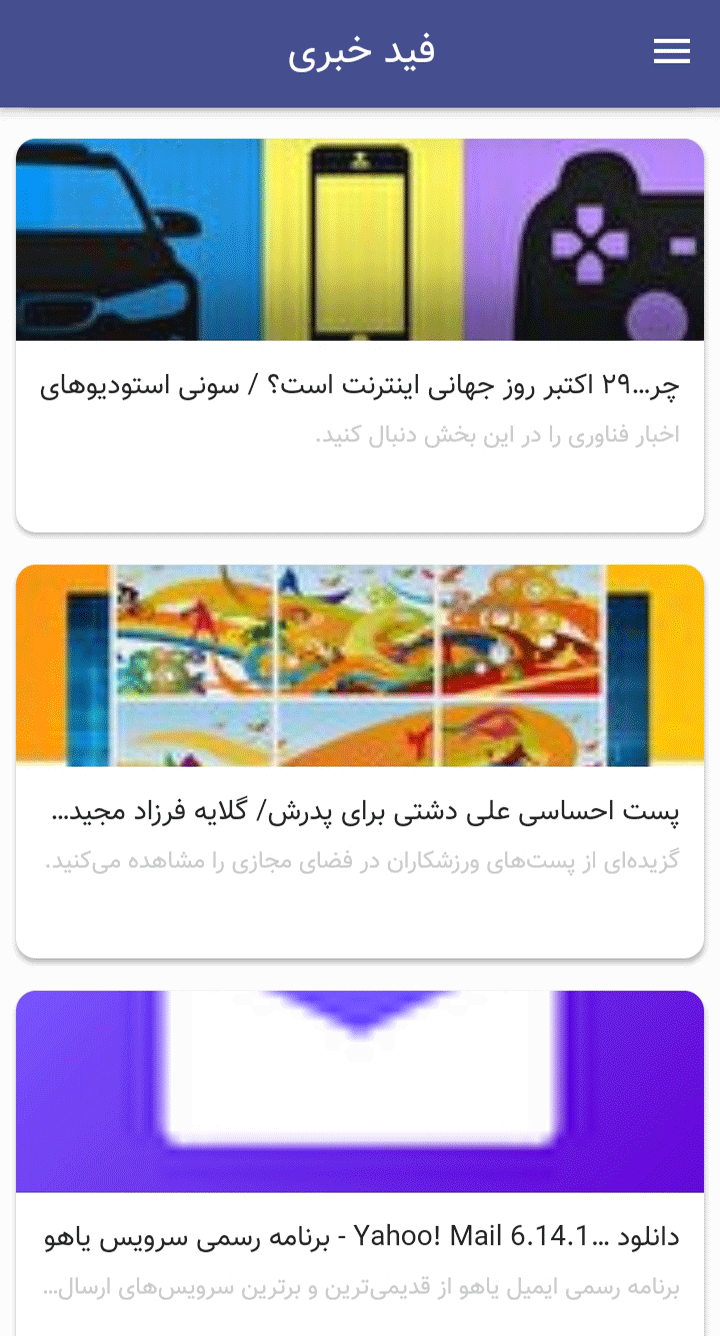 فید خبری
چر...۲۹ اکتبر روز جهانی اینترنت است؟ / سونی استودیوهای
اخبار فناوری را در این بخش دنبال کنید.
پست احساسی علی دشتی برای پدرش/ گلایه فرزاد مجید...
گزیده‌ای از پست‌های ورزشکاران در فضای مجازی را مشاهده می‌کنید.
دانلود ...Yahoo! Mail 6.14.1 - برنامه رسمی سرویس یاهو
برنامه رسمی ایمیل یاهو از قدیمی‌ترین و برترین سرویس‌های ارسال...